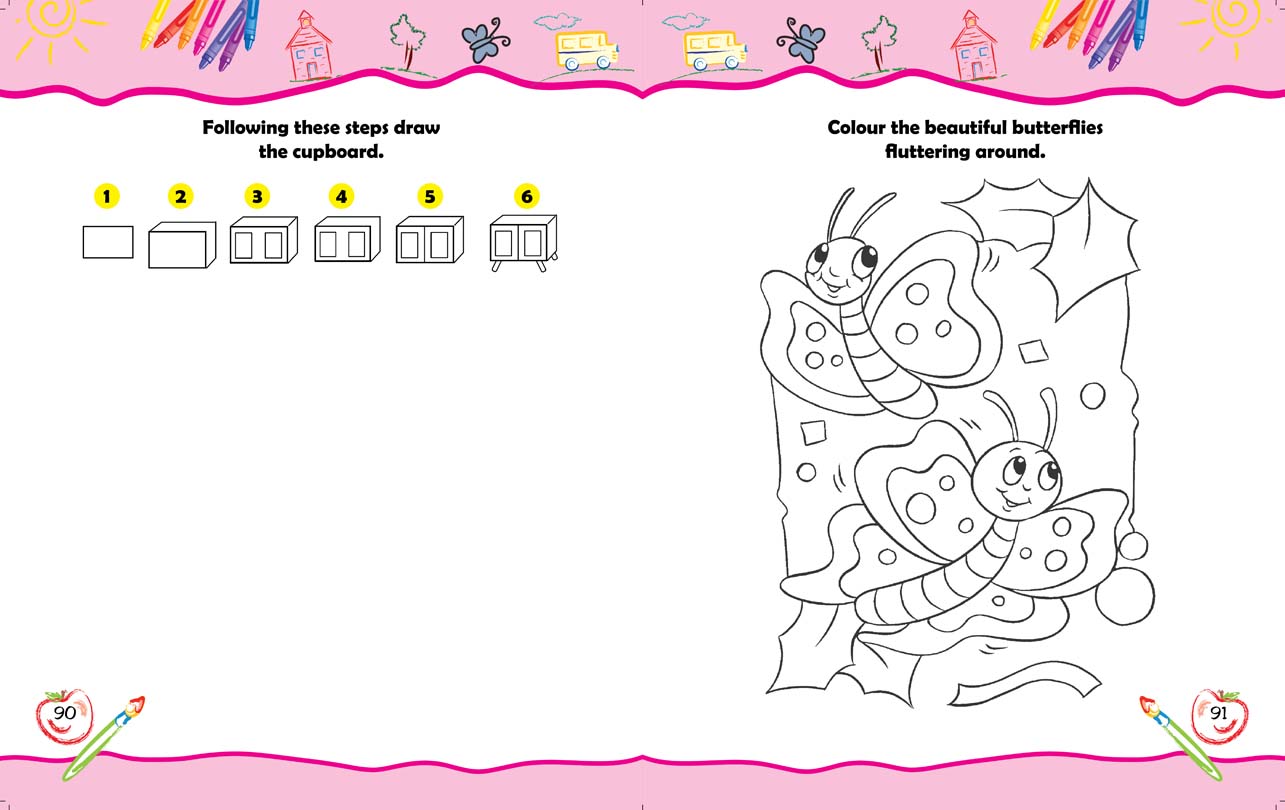 Following these steps draw
the cupboard.
1 2 3 4 5 6
90
Colour the beautiful butterflies
fluttering around.
91